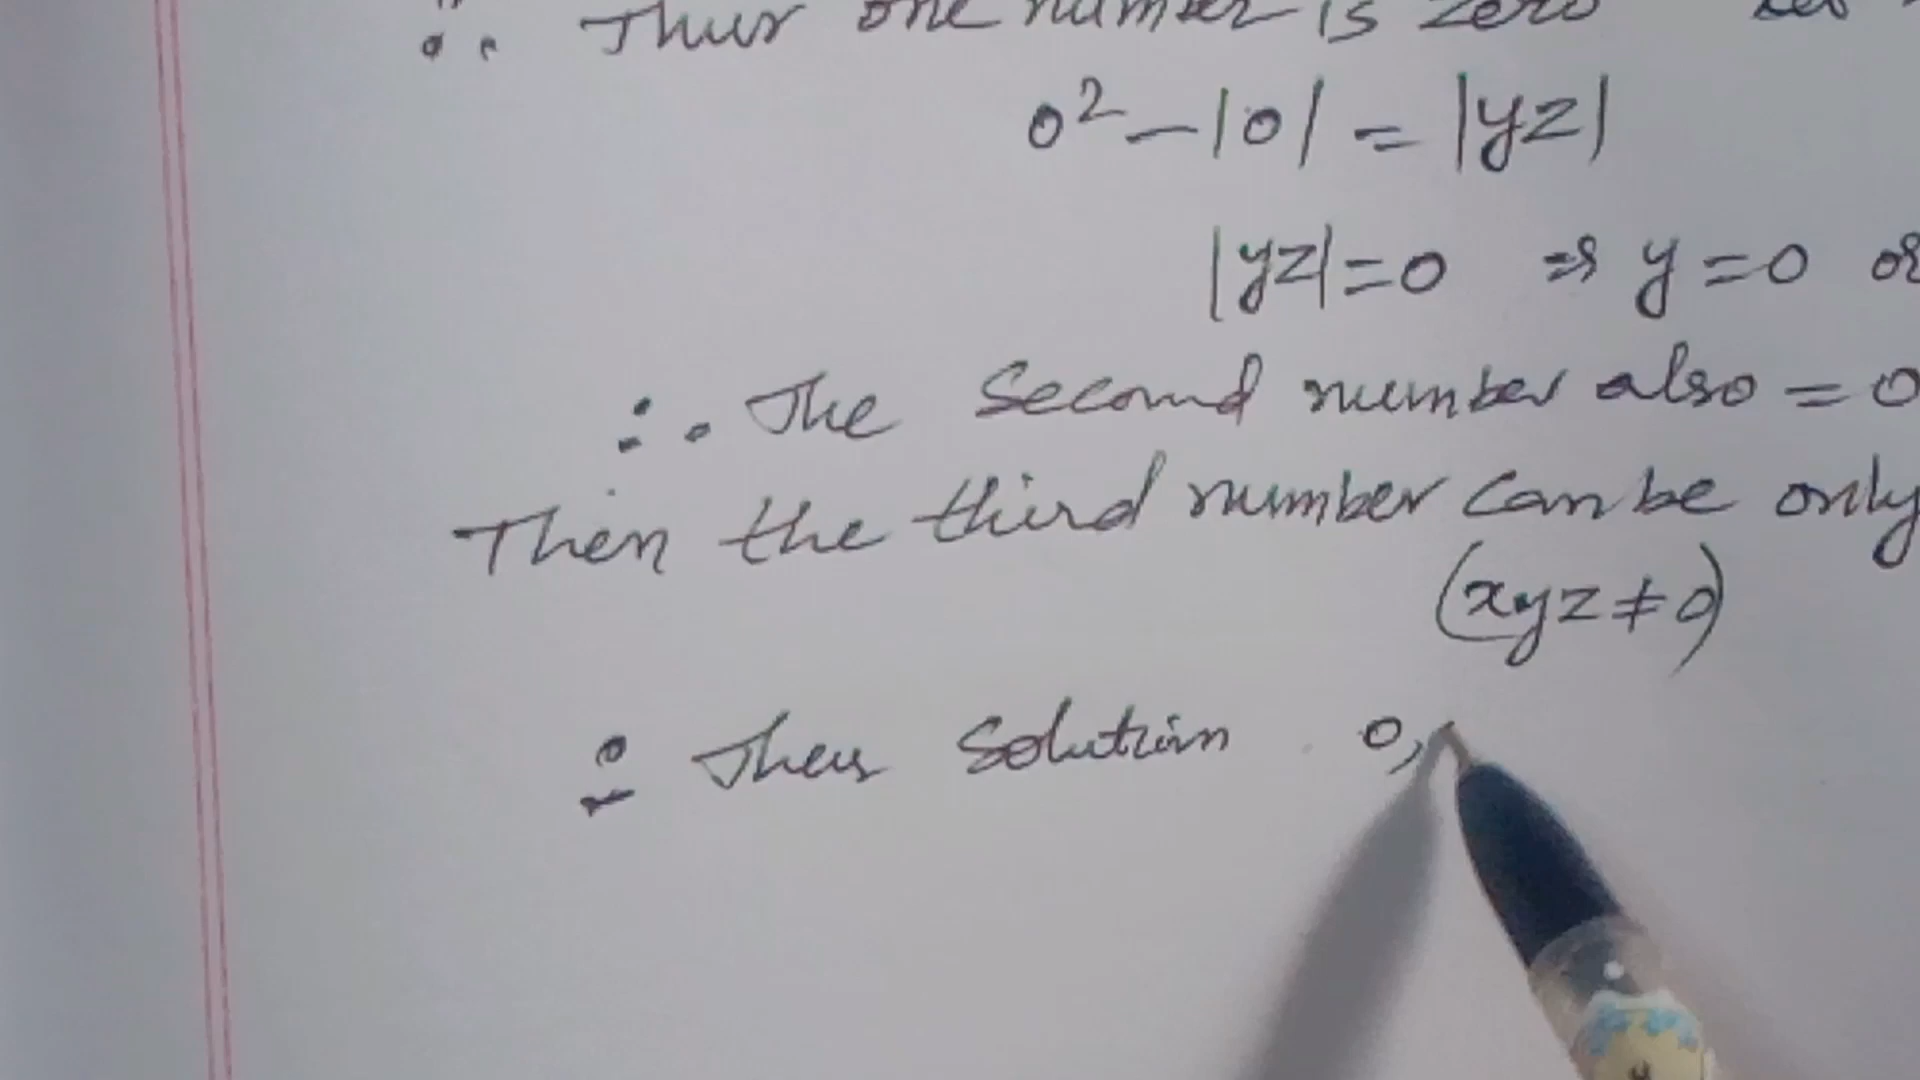 ∴ Thus one number is zero
0² - |0| = |yz|
|yz| = 0 ⇒ y = 0 or
∴ The Second number also = 0
Then the third number can be only
(xyz ≠ 0)
∴ Thus Solution 0,